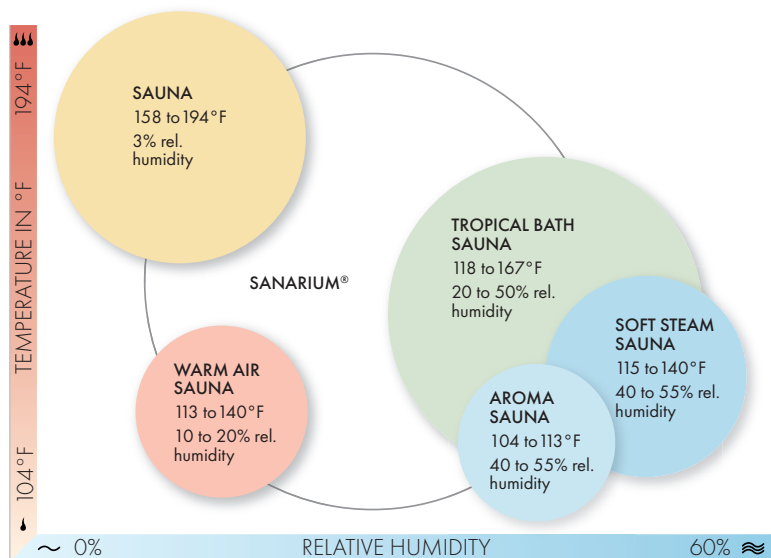 SAUNA
158 to 194°F
3% rel.
humidity
TROPICAL BATH
SAUNA
118 to 167°F
20 to 50% rel.
humidity
SANARIUM®
SOFT STEAM
SAUNA
115 to 140°F
40 to 55% rel.
humidity
WARM AIR
SAUNA
113 to 140°F
10 to 20% rel.
humidity
AROMA
SAUNA
104 to 113°F
40 to 55% rel.
humidity
104°F
TEMPERATURE IN °F
194°F
0%
RELATIVE HUMIDITY
60%